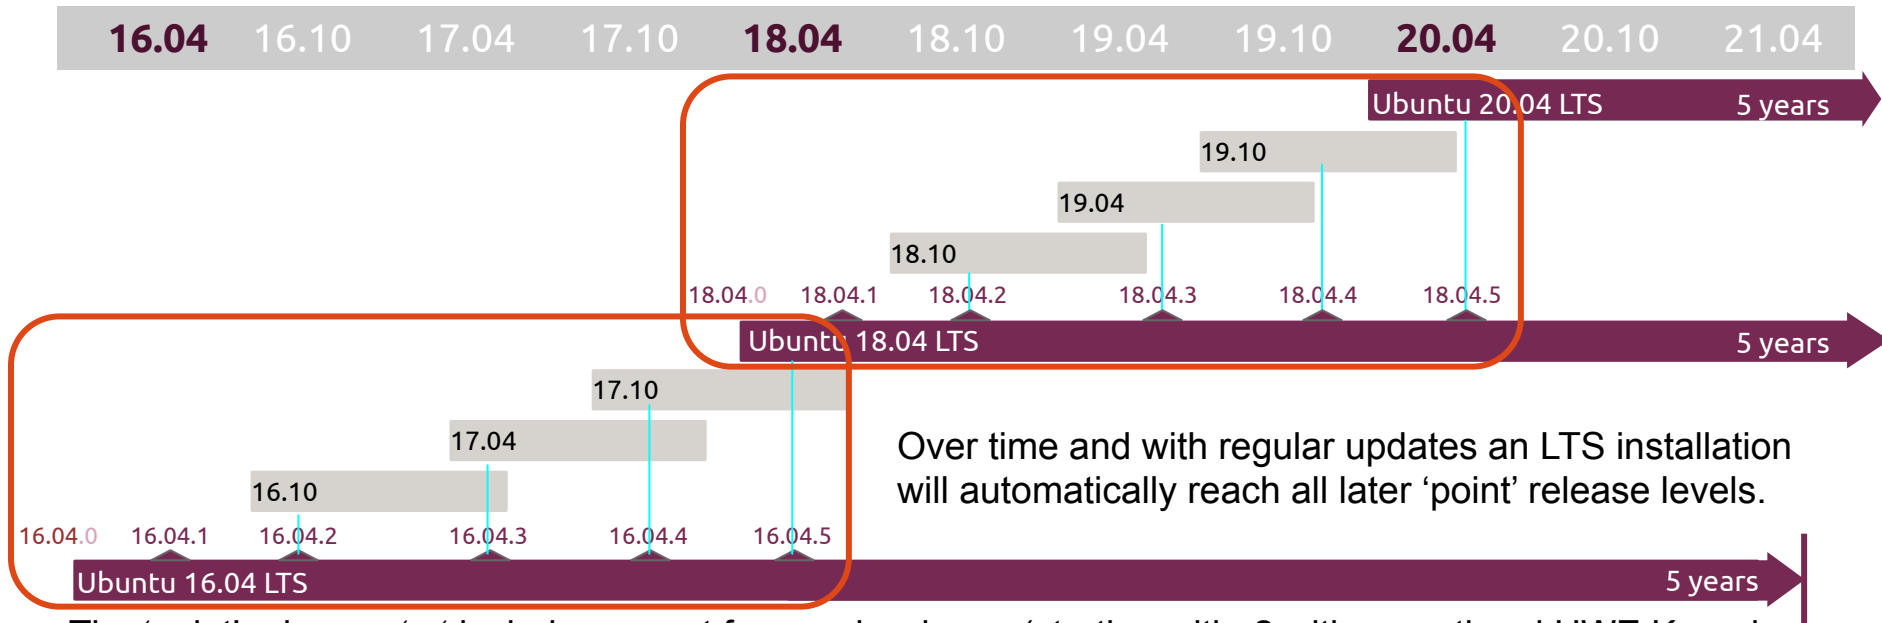 16.04 16.10 17.04 17.10 18.04 18.10 19.04 19.10 20.04 20.10 21.04
Ubuntu 20.04 LTS 5 years
19.10
19.04
18.10
18.04.0 18.04.1 18.04.2 18.04.3 18.04.4 18.04.5
Ubuntu 18.04 LTS 5 years
17.10
17.04
16.10
Over time and with regular updates an LTS installation
will automatically reach all later ‘point’ release levels.
16.04.0 16.04.1 16.04.2 16.04.3 16.04.4 16.04.5
Ubuntu 16.04 LTS 5 years